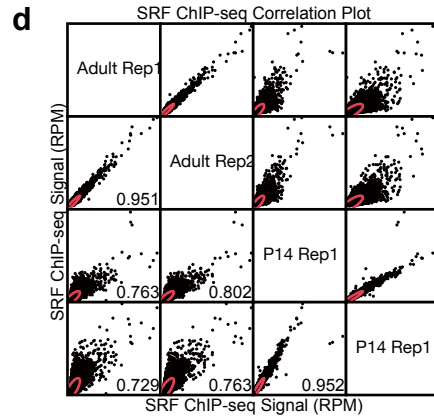 d
SRF ChIP-seq Correlation Plot
SRF ChIP-seq Signal (RPM)
Adult Rep1
Adult Rep2
0.951
P14 Rep1
0.763
0.802
P14 Rep1
0.729
0.763
0.952
SRF ChIP-seq Signal (RPM)